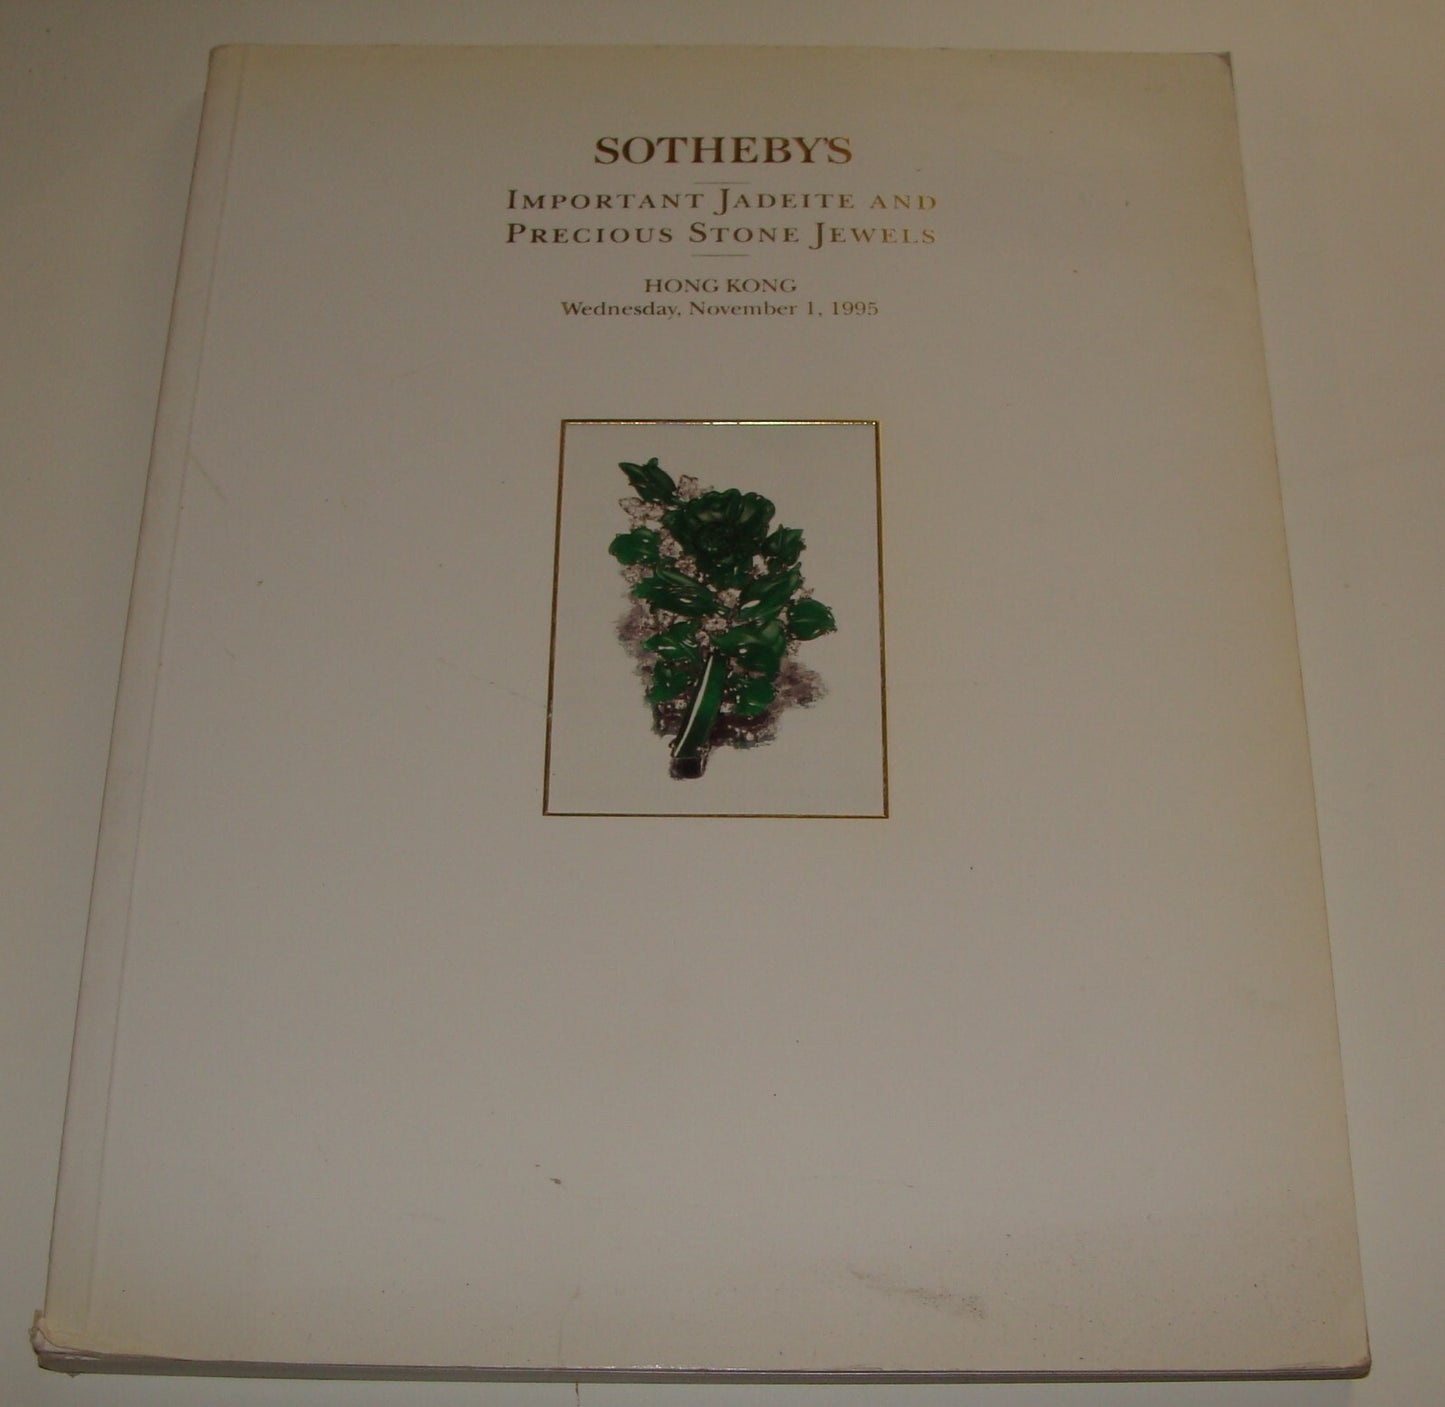 SOTHEBY'S
IMPORTANT JADEITE AND
PRECIOUS STONE JEWELS
HONG KONG
Wednesday, November 1, 1995